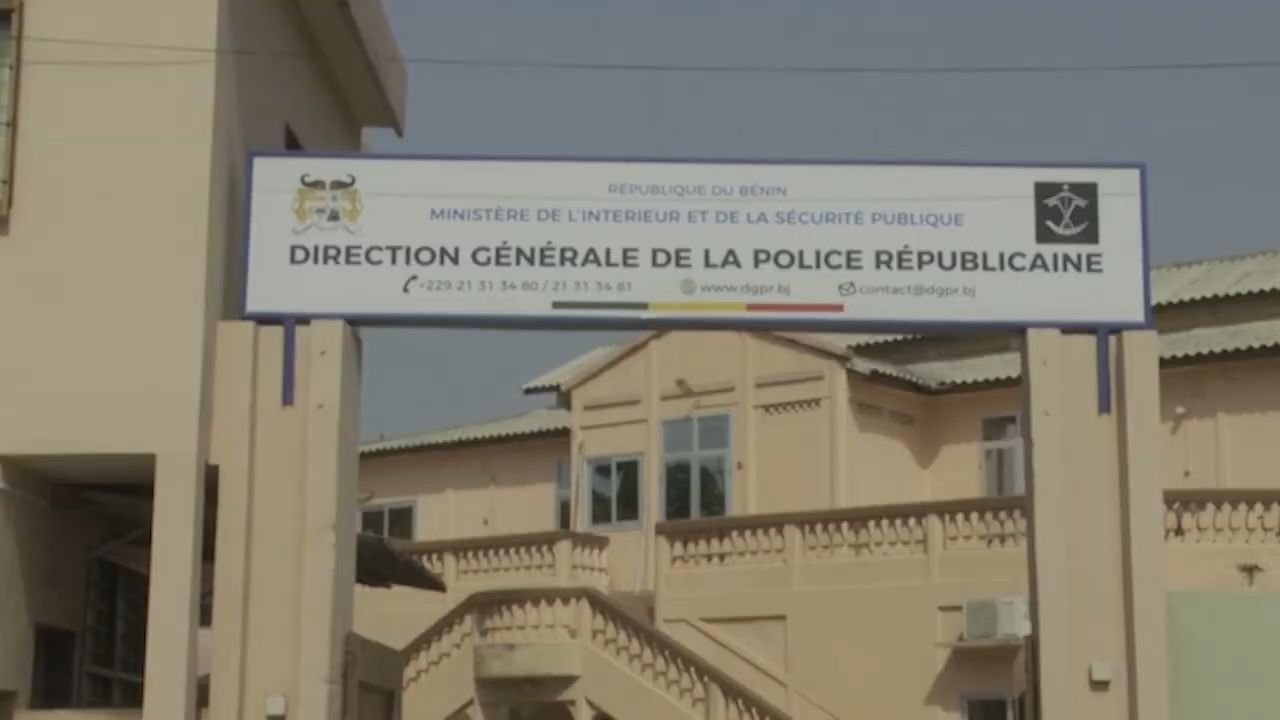 RÉPUBLIQUE DU BÉNIN
MINISTÈRE DE L'INTERIEUR ET DE LA SÉCURITÉ PUBLIQUE
DIRECTION GÉNÉRALE DE LA POLICE RÉPUBLICAINE
+229 21 31 34 80 / 21 31 34 81 www.dgpr.bj contact@dgpr.bj